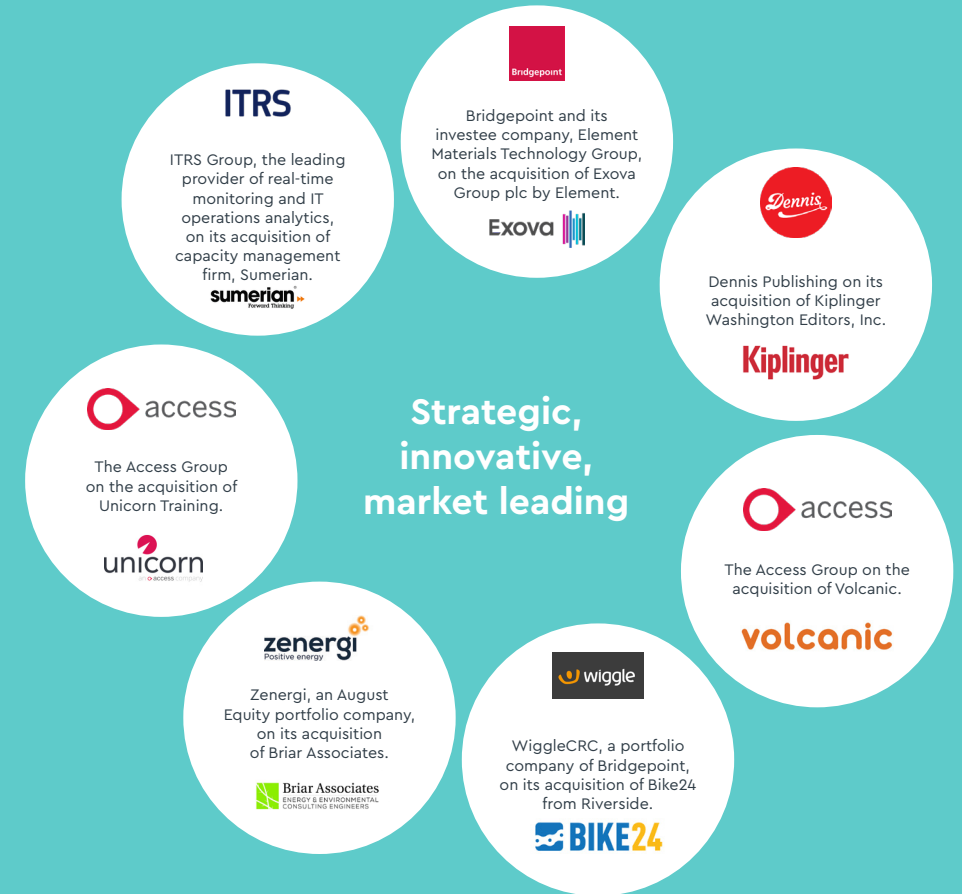 Bridgepoint
Bridgepoint and its
investee company, Element
Materials Technology Group,
on the acquisition of Exova
Group plc by Element.
Exova
ITRS
ITRS Group, the leading
provider of real-time
monitoring and IT
operations analytics,
on its acquisition of
capacity management
firm, Sumerian.
sumerian®
Forward Thinking
Dennis
Dennis Publishing on its
acquisition of Kiplinger
Washington Editors, Inc.
Kiplinger
access
The Access Group
on the acquisition of
Unicorn Training.
unicorn
an access company
Strategic,
innovative,
market leading
access
The Access Group on the
acquisition of Volcanic.
volcanic
zenergi
Positive energy
Zenergi, an August
Equity portfolio company,
on its acquisition
of Briar Associates.
Briar Associates
ENERGY & ENVIRONMENTAL
CONSULTING ENGINEERS
wiggle
WiggleCRC, a portfolio
company of Bridgepoint,
on its acquisition of Bike24
from Riverside.
BIKE24